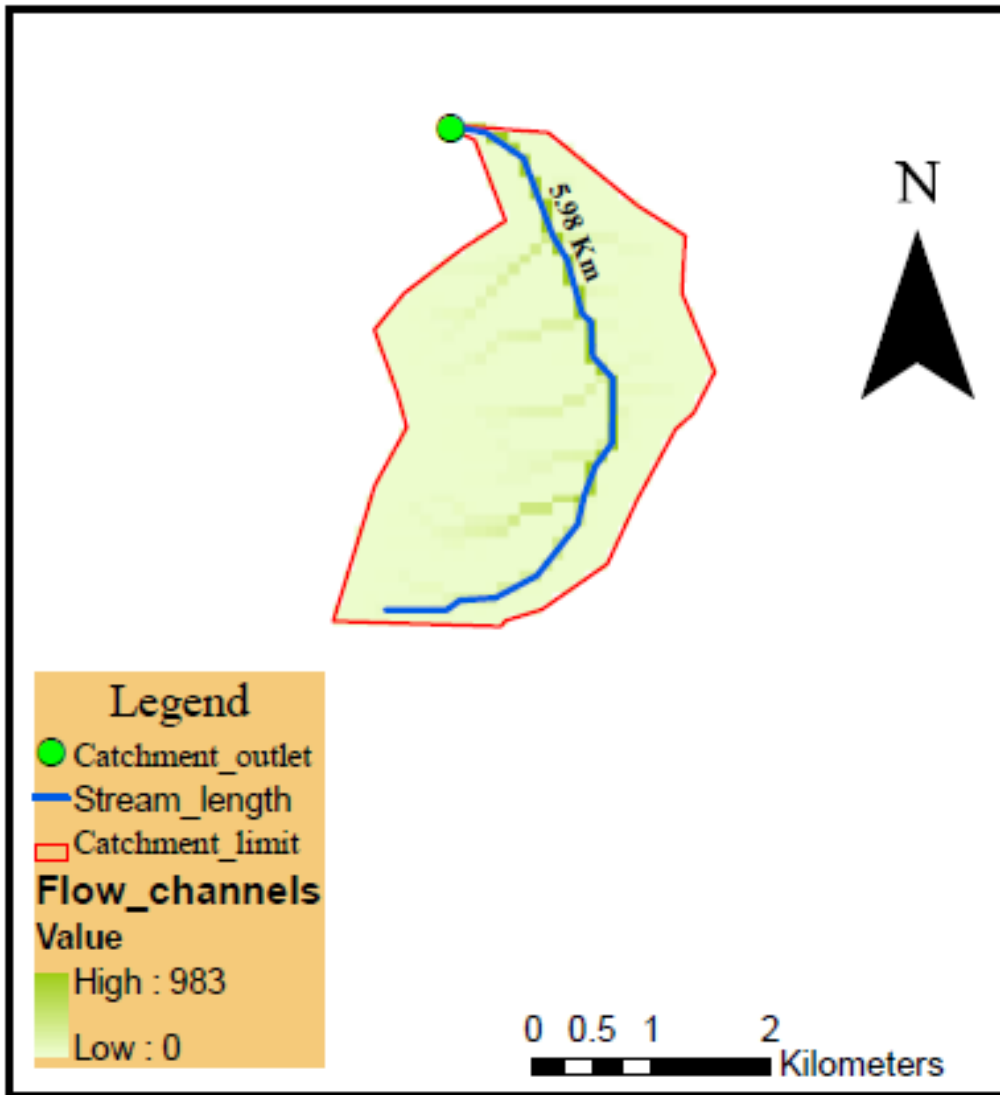 5.98 Km
N
Legend
Catchment_outlet
Stream_length
Catchment_limit
Flow_channels
Value
High : 983
Low : 0
0 0.5 1 2
Kilometers